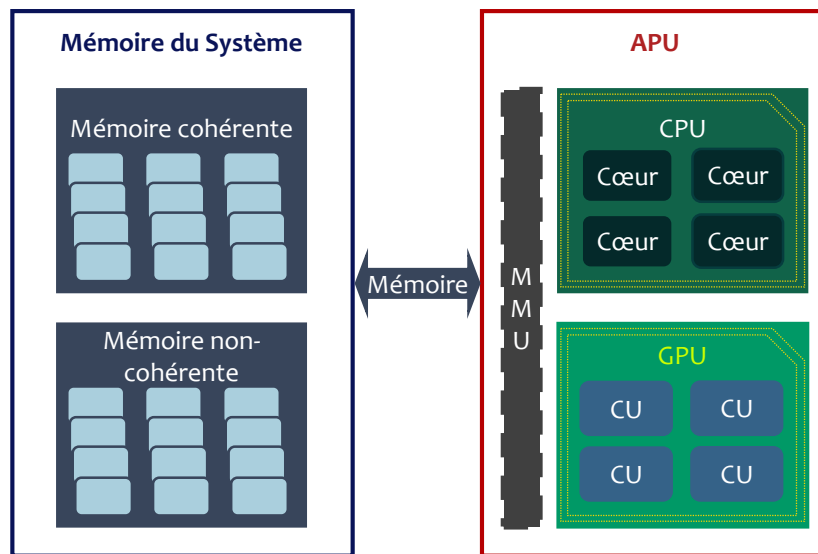 Mémoire du Système
Mémoire cohérente
Mémoire non-
cohérente
Mémoire
APU
M
M
U
CPU
Cœur
Cœur
Cœur
Cœur
GPU
CU
CU
CU
CU